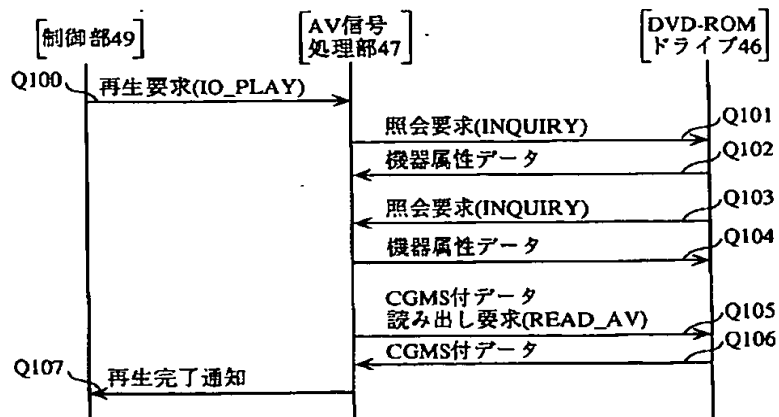 [制御部49]
[AV信号
処理部47]
[DVD-ROM
ドライブ46]
Q100
再生要求(IO_PLAY)
照会要求(INQUIRY)
Q101
機器属性データ
Q102
照会要求(INQUIRY)
Q103
機器属性データ
Q104
CGMS付データ
読み出し要求(READ_AV)
Q105
CGMS付データ
Q106
Q107
再生完了通知